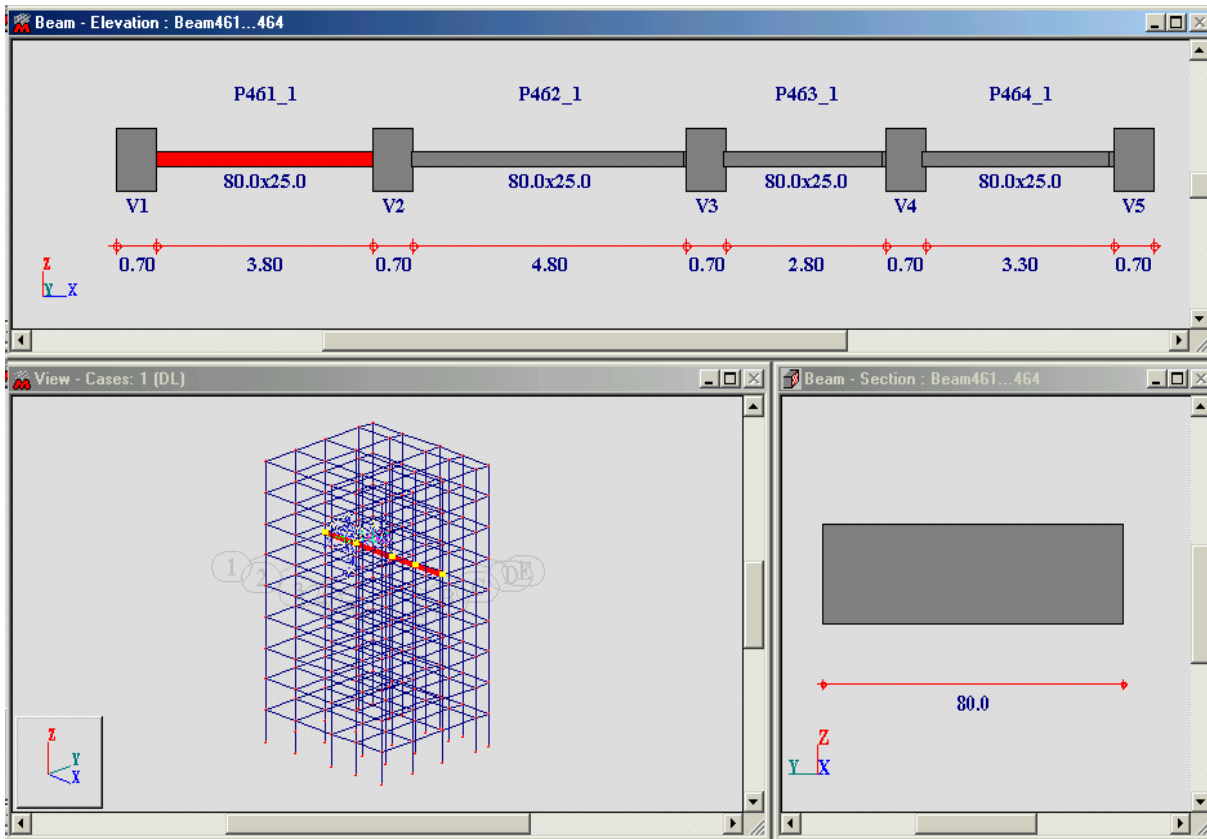 Beam - Elevation : Beam461...464
P461_1 P462_1 P463_1 P464_1
80.0x25.0 80.0x25.0 80.0x25.0 80.0x25.0
V1 V2 V3 V4 V5
0.70 3.80 0.70 4.80 0.70 2.80 0.70 3.30 0.70
Z
Y X
View - Cases: 1 (DL)
1 2 D E
Z
Y
X
Beam - Section : Beam461...464
80.0
Z
Y X